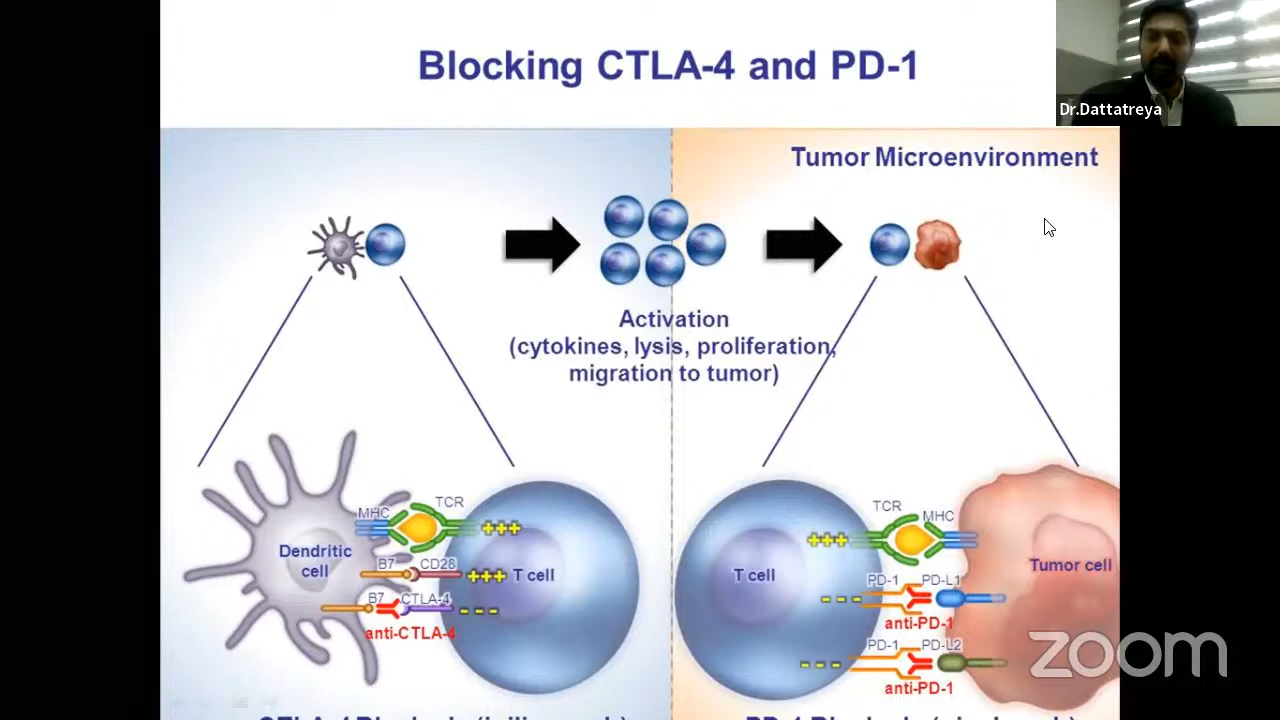 Blocking CTLA-4 and PD-1
Dr.Dattatreya
Tumor Microenvironment
Activation
(cytokines, lysis, proliferation,
migration to tumor)
MHC
TCR
+++
Dendritic
cell
B7
CD28
+++
T cell
B7
CTLA-4
---
anti-CTLA-4
TCR
MHC
+++
T cell
Tumor cell
PD-1
PD-L1
---
anti-PD-1
PD-1
PD-L2
---
anti-PD-1
zoom